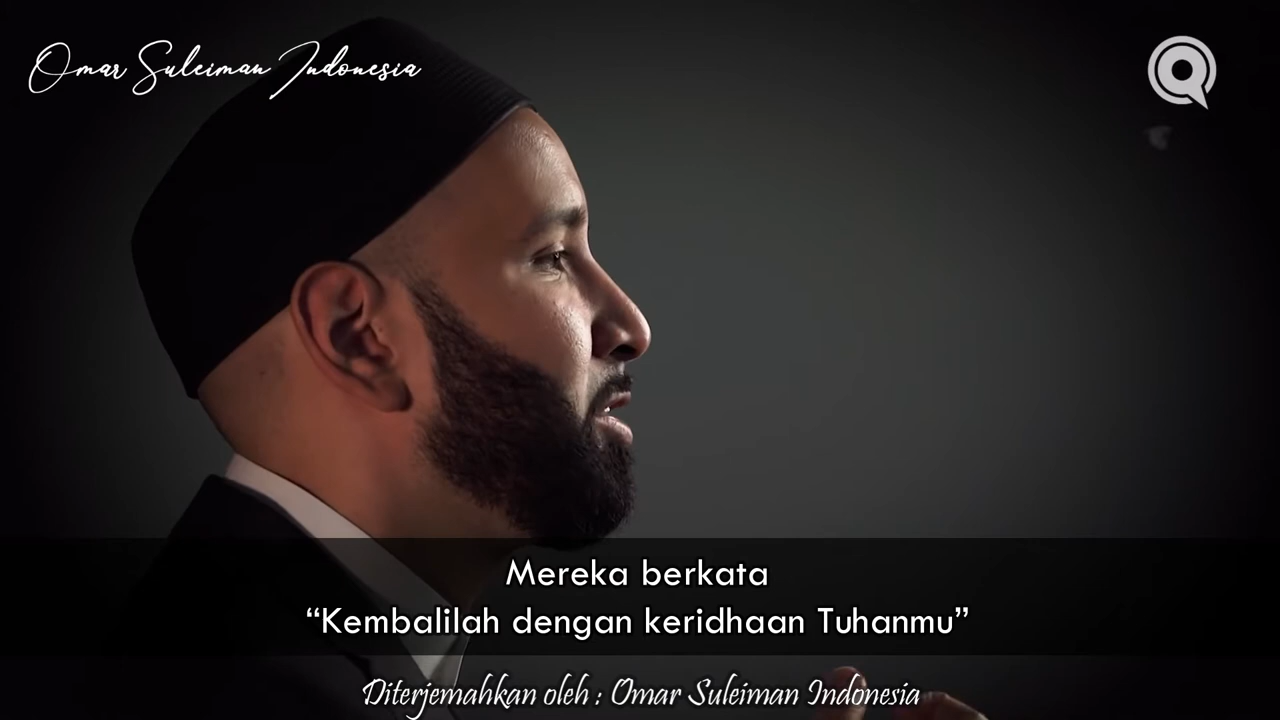 Omar Suleiman Indonesia
Mereka berkata
“Kembalilah dengan keridhaan Tuhanmu”
Diterjemahkan oleh : Omar Suleiman Indonesia